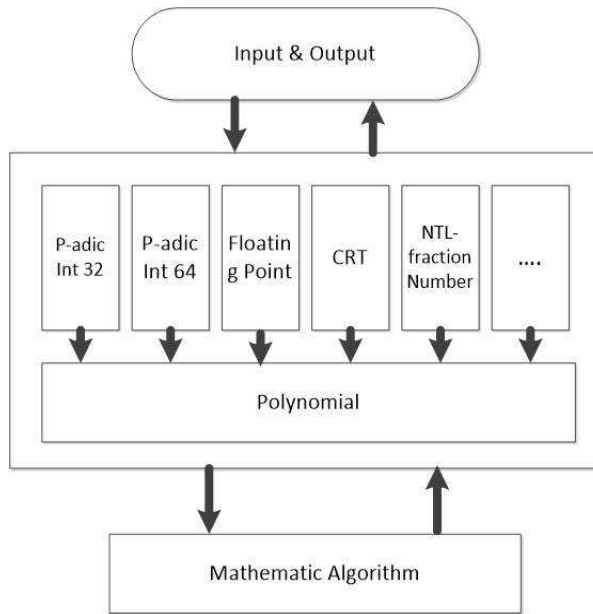 Input & Output
P-adic
Int 32
P-adic
Int 64
Floatin
g Point
CRT
NTL-
fraction
Number
....
Polynomial
Mathematic Algorithm